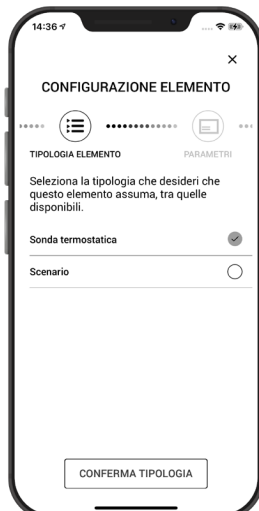 14:36
CONFIGURAZIONE ELEMENTO
TIPOLOGIA ELEMENTO
PARAMETRI
Seleziona la tipologia che desideri che
questo elemento assuma, tra quelle
disponibili.
Sonda termostatica
Scenario
CONFERMA TIPOLOGIA